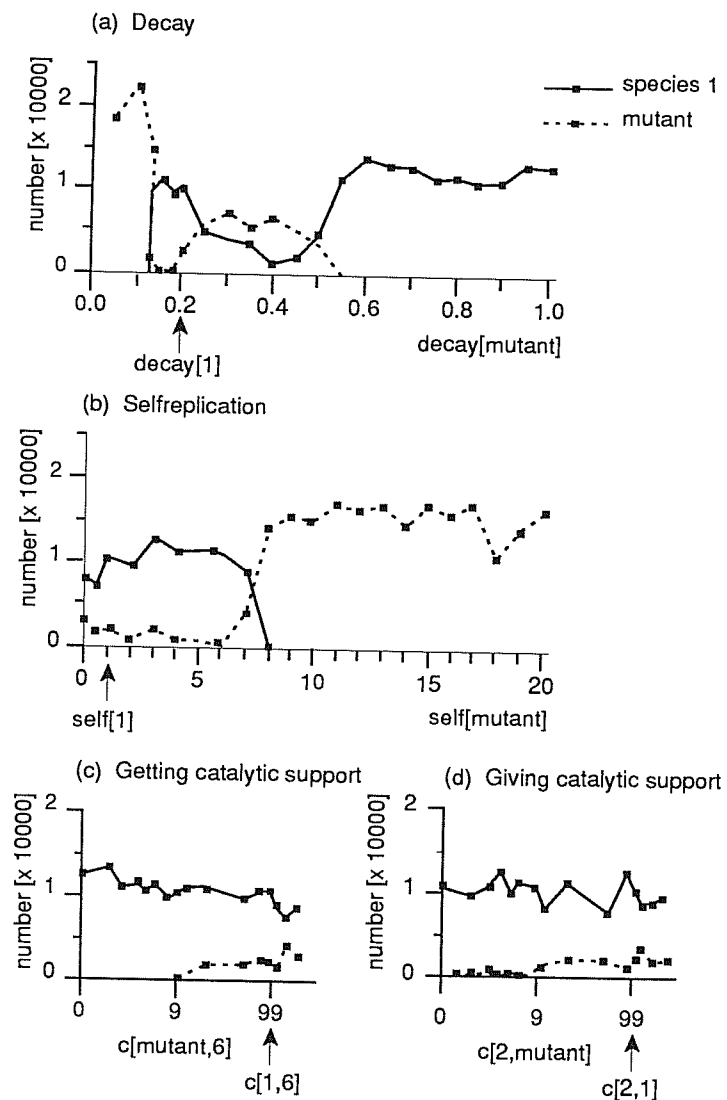 (a) Decay
2
1
0
number [x 10000]
species 1
mutant
0.0 0.2 0.4 0.6 0.8 1.0
decay[mutant]
decay[1]
(b) Selfreplication
2
1
0
number [x 10000]
0 5 10 15 20
self[1]
self[mutant]
(c) Getting catalytic support
2
1
0
number [x 10000]
0 9 99
c[mutant,6]
c[1,6]
(d) Giving catalytic support
2
1
0
number [x 10000]
0 9 99
c[2,mutant]
c[2,1]